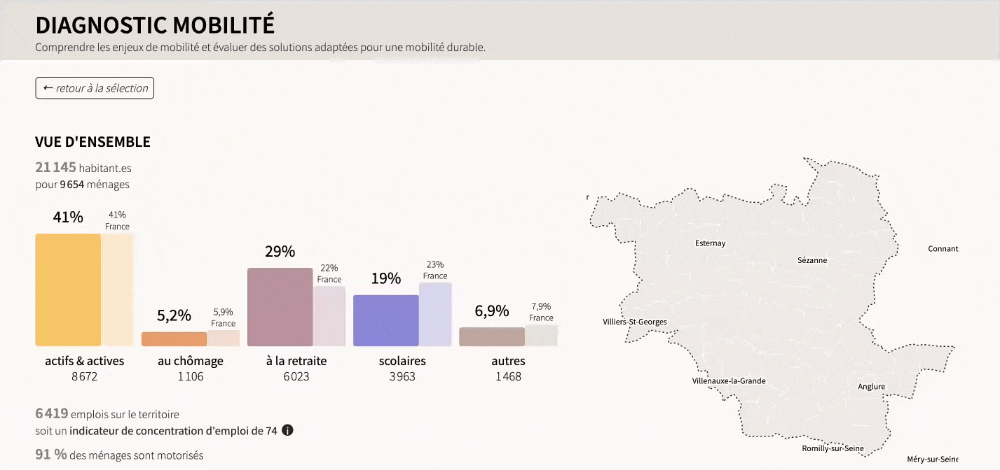 DIAGNOSTIC MOBILITÉ
Comprendre les enjeux de mobilité et évaluer des solutions adaptées pour une mobilité durable.
← retour à la sélection
VUE D'ENSEMBLE
21 145 habitant.es
pour 9 654 ménages
41%
41%
France
5,2%
5,9%
France
29%
22%
France
19%
23%
France
6,9%
7,9%
France
actifs & actives
8 672
au chômage
1 106
à la retraite
6 023
scolaires
3 963
autres
1 468
6 419 emplois sur le territoire
soit un indicateur de concentration d'emploi de 74
91 % des ménages sont motorisés
Esternay
Sézanne
Connant
Villiers-St-Georges
Villenauxe-la-Grande
Anglure
Romilly-sur-Seine
Méry-sur-Seine